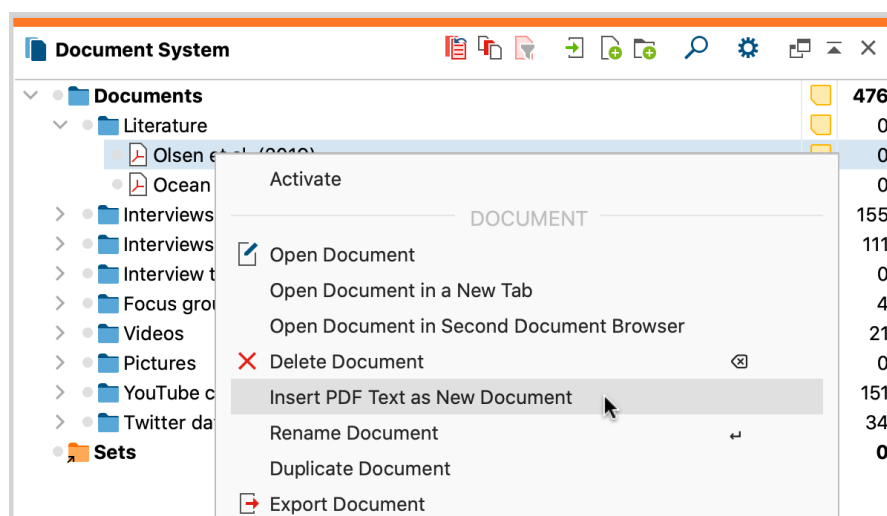 Document System
Documents 476
Literature 0
Olsen et al. (2019) 0
Ocean 0
Activate
DOCUMENT
Interviews 155
Interviews 111
Interview t 0
Focus grou 4
Videos 21
Pictures 0
YouTube c 151
Twitter da 34
Sets 0
Open Document
Open Document in a New Tab
Open Document in Second Document Browser
Delete Document
Insert PDF Text as New Document
Rename Document
Duplicate Document
Export Document